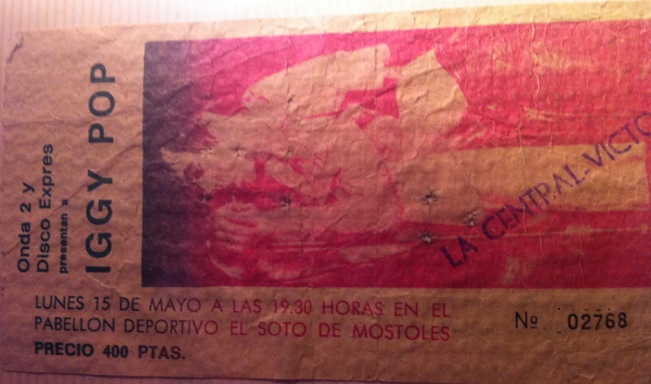 Onda 2 y
Disco Expres
presentan a
IGGY POP
LA CENTRAL-VICTO
LUNES 15 DE MAYO A LAS 19.30 HORAS EN EL
PABELLON DEPORTIVO EL SOTO DE MOSTOLES
PRECIO 400 PTAS.
Nº 02768